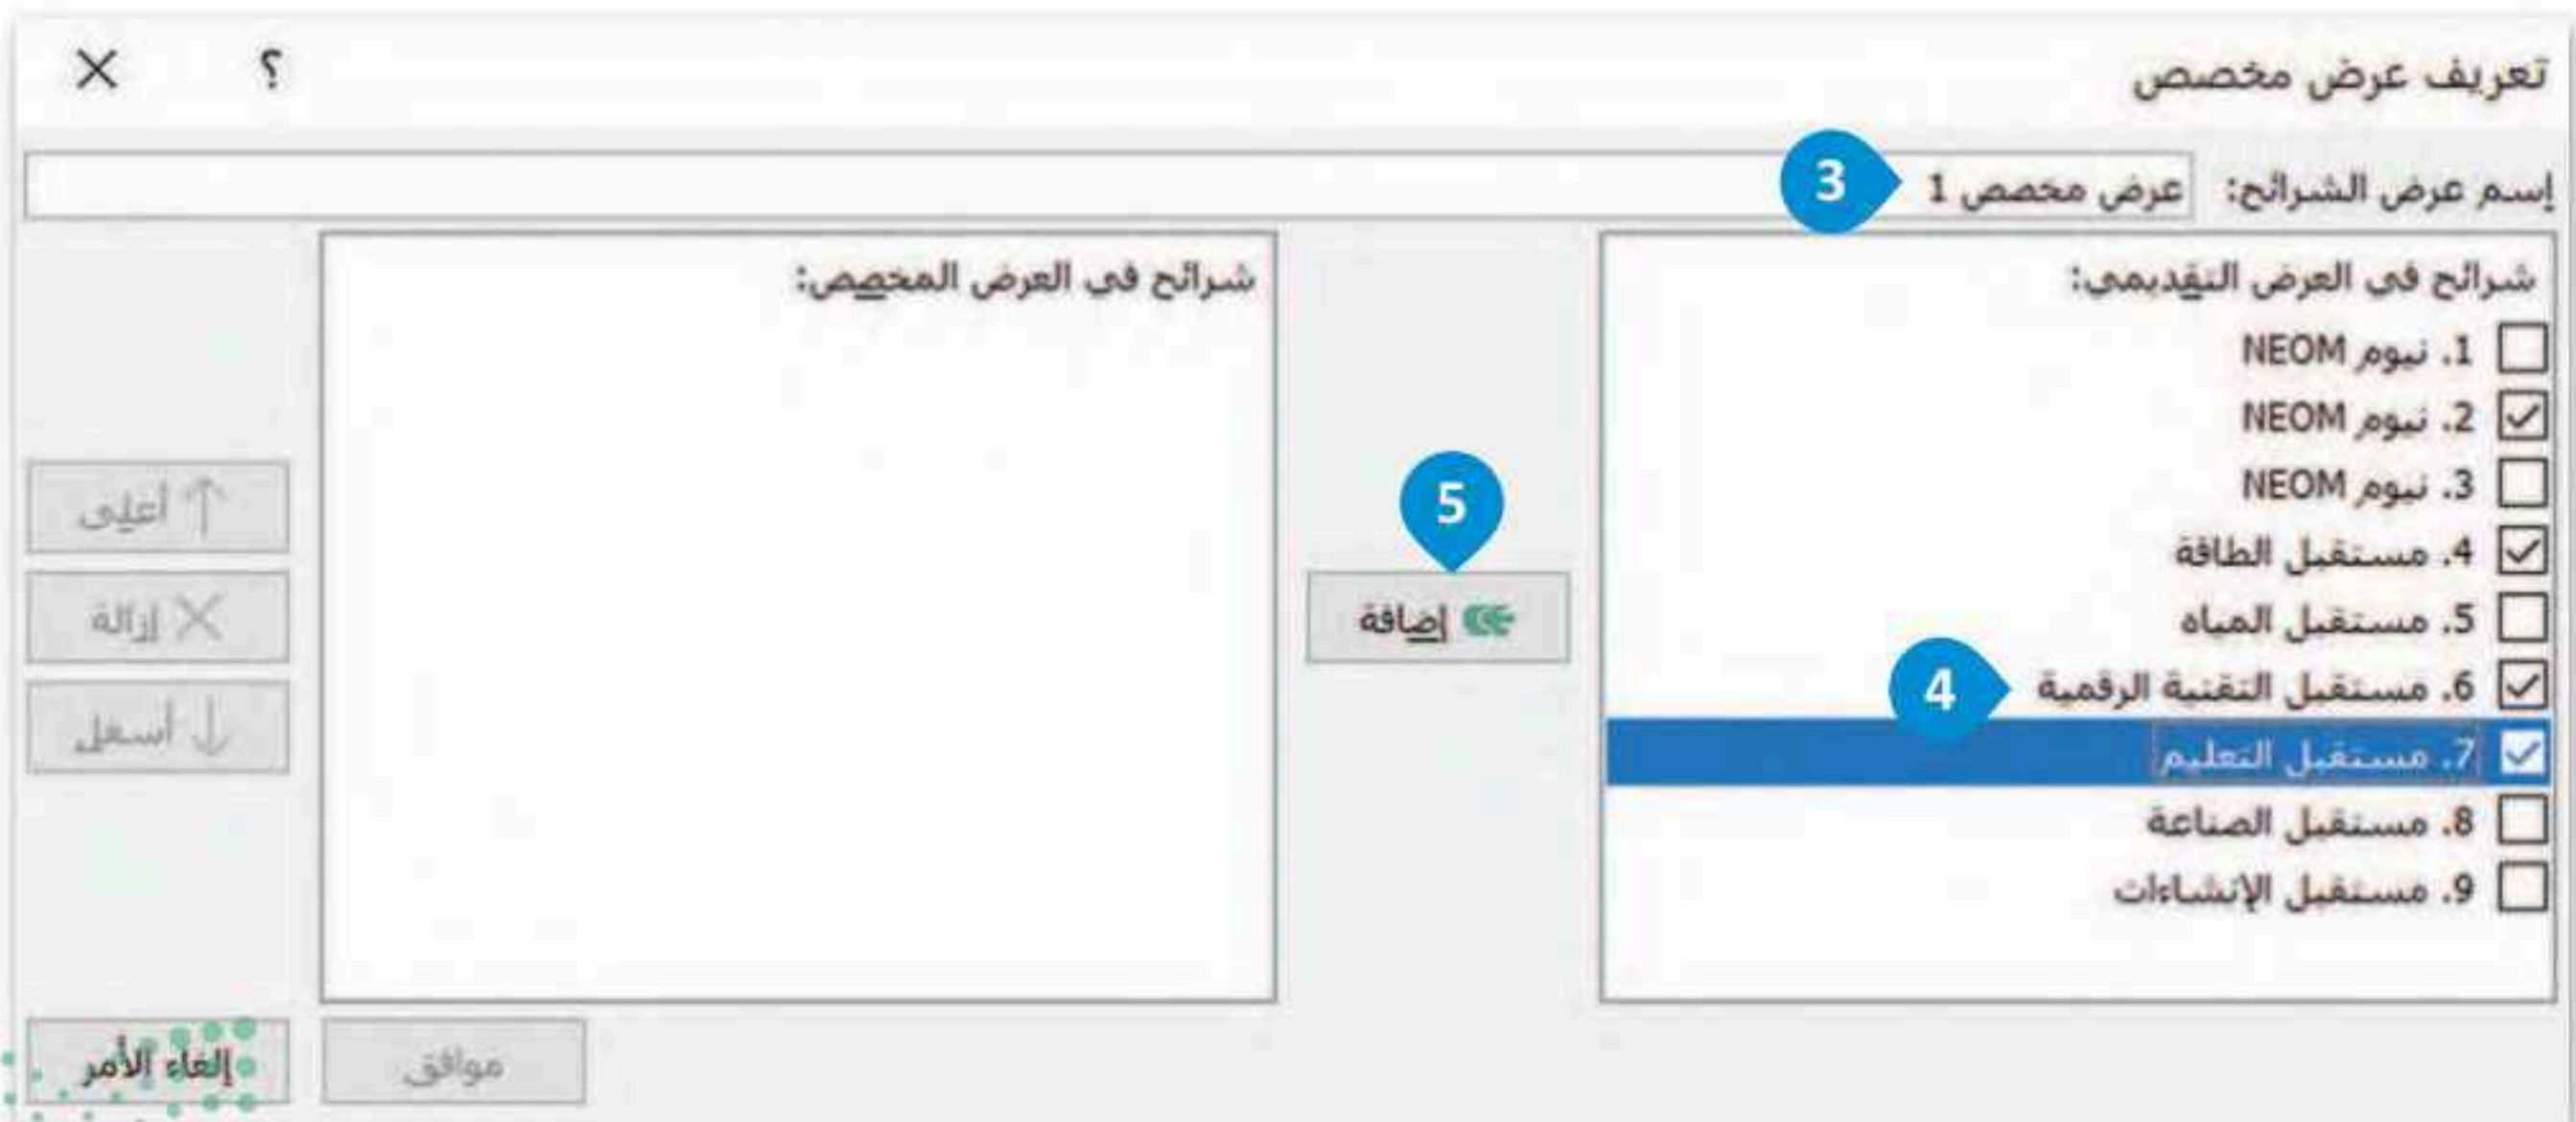 تعريف عرض مخصص ؟
إسم عرض الشرائح: عرض مخصص 1 3
شرائح في العرض التقديمي:
1. نيوم NEOM
2. نيوم NEOM
3. نيوم NEOM
4. مستقبل الطاقة
5. مستقبل المياه
6. مستقبل التقنية الرقمية 4
7. مستقبل التعليم
8. مستقبل الصناعة
9. مستقبل الإنشاءات
5
إضافة
شرائح في العرض المخصص:
أعلى
إزالة
أسفل
موافق
إلغاء الأمر